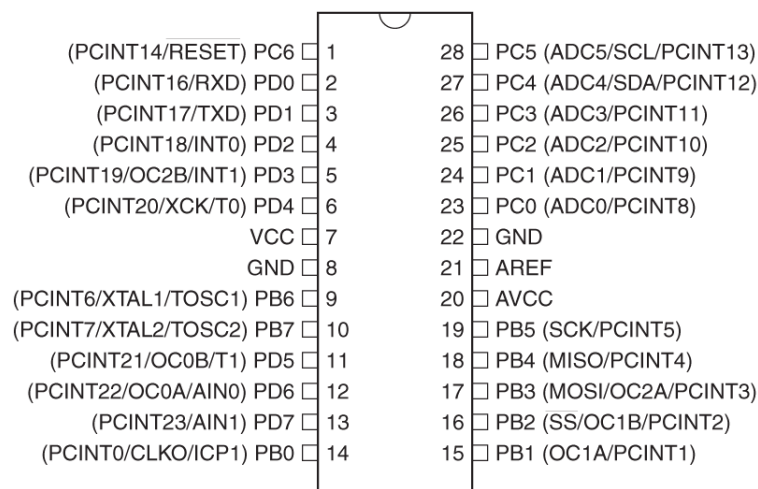 (PCINT14/RESET) PC6 1 28 PC5 (ADC5/SCL/PCINT13)
(PCINT16/RXD) PD0 2 27 PC4 (ADC4/SDA/PCINT12)
(PCINT17/TXD) PD1 3 26 PC3 (ADC3/PCINT11)
(PCINT18/INT0) PD2 4 25 PC2 (ADC2/PCINT10)
(PCINT19/OC2B/INT1) PD3 5 24 PC1 (ADC1/PCINT9)
(PCINT20/XCK/T0) PD4 6 23 PC0 (ADC0/PCINT8)
VCC 7 22 GND
GND 8 21 AREF
(PCINT6/XTAL1/TOSC1) PB6 9 20 AVCC
(PCINT7/XTAL2/TOSC2) PB7 10 19 PB5 (SCK/PCINT5)
(PCINT21/OC0B/T1) PD5 11 18 PB4 (MISO/PCINT4)
(PCINT22/OC0A/AIN0) PD6 12 17 PB3 (MOSI/OC2A/PCINT3)
(PCINT23/AIN1) PD7 13 16 PB2 (SS/OC1B/PCINT2)
(PCINT0/CLKO/ICP1) PB0 14 15 PB1 (OC1A/PCINT1)